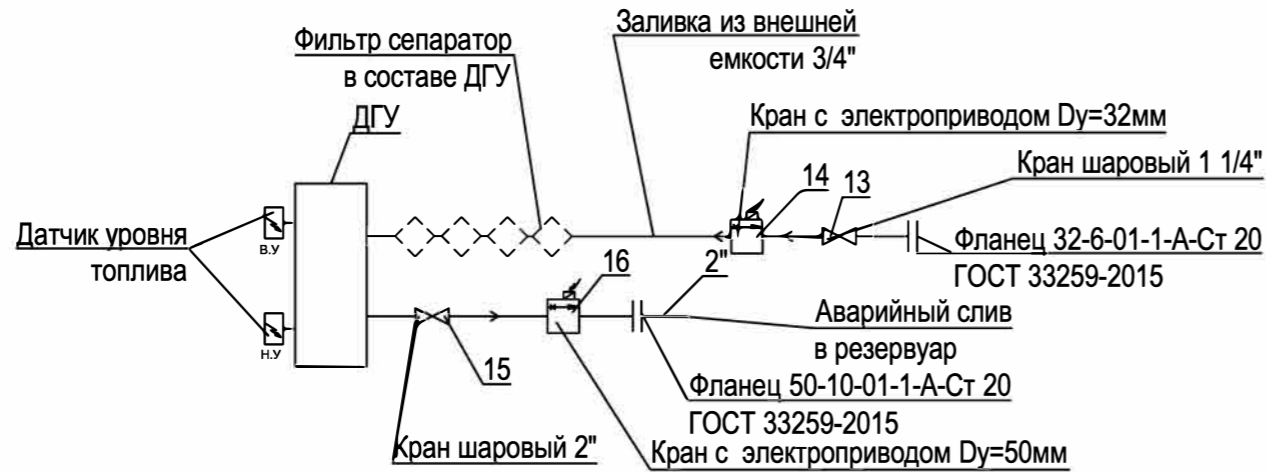 Заливка из внешней
емкости 3/4"
Фильтр сепаратор
в составе ДГУ
ДГУ
Кран с электроприводом Dy=32мм
Кран шаровый 1 1/4"
14
13
Датчик уровня
топлива
В.У
Н.У
Фланец 32-6-01-1-А-Ст 20
ГОСТ 33259-2015
16
2"
15
Аварийный слив
в резервуар
Фланец 50-10-01-1-А-Ст 20
ГОСТ 33259-2015
Кран шаровый 2"
Кран с электроприводом Dy=50мм